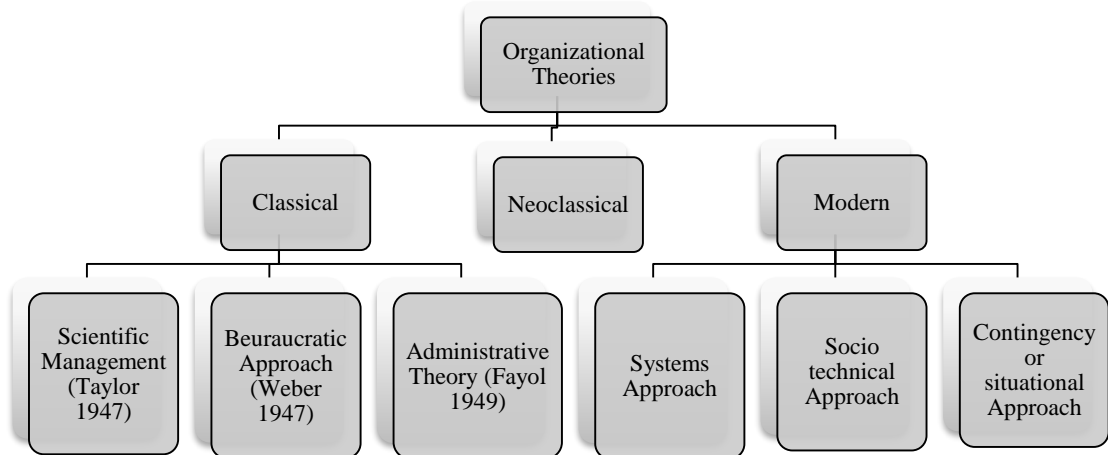 Organizational
Theories
Classical
Neoclassical
Modern
Scientific
Management
(Taylor
1947)
Beuraucratic
Approach
(Weber
1947)
Administrative
Theory (Fayol
1949)
Systems
Approach
Socio
technical
Approach
Contingency
or
situational
Approach